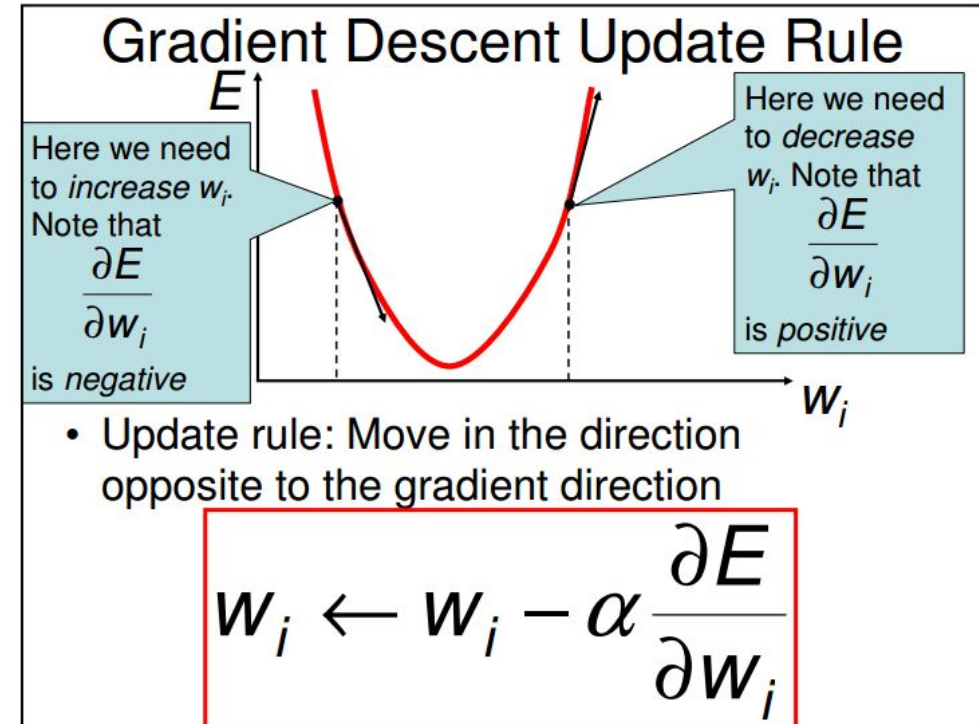 Gradient Descent Update Rule
E
Here we need
to increase wᵢ.
Note that
∂E
∂wᵢ
is negative
Here we need
to decrease
wᵢ. Note that
∂E
∂wᵢ
is positive
wᵢ
• Update rule: Move in the direction
opposite to the gradient direction
wᵢ ← wᵢ − α ∂E/∂wᵢ